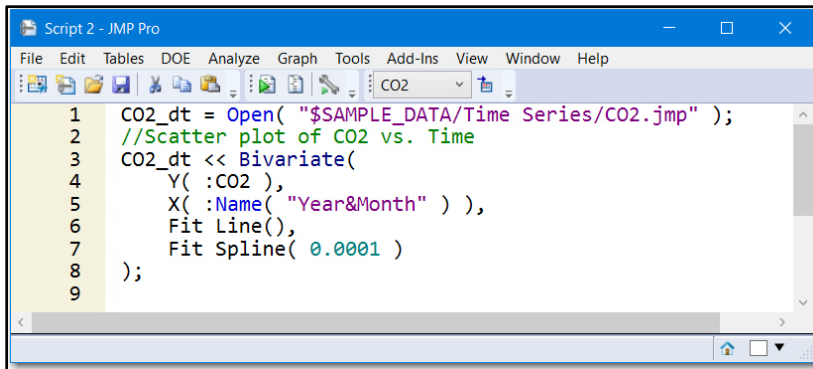 Script 2 - JMP Pro
File Edit Tables DOE Analyze Graph Tools Add-Ins View Window Help
CO2
1 CO2_dt = Open( "$SAMPLE_DATA/Time Series/CO2.jmp" );
2 //Scatter plot of CO2 vs. Time
3 CO2_dt << Bivariate(
4 Y( :CO2 ),
5 X( :Name( "Year&Month" ) ),
6 Fit Line(),
7 Fit Spline( 0.0001 )
8 );
9